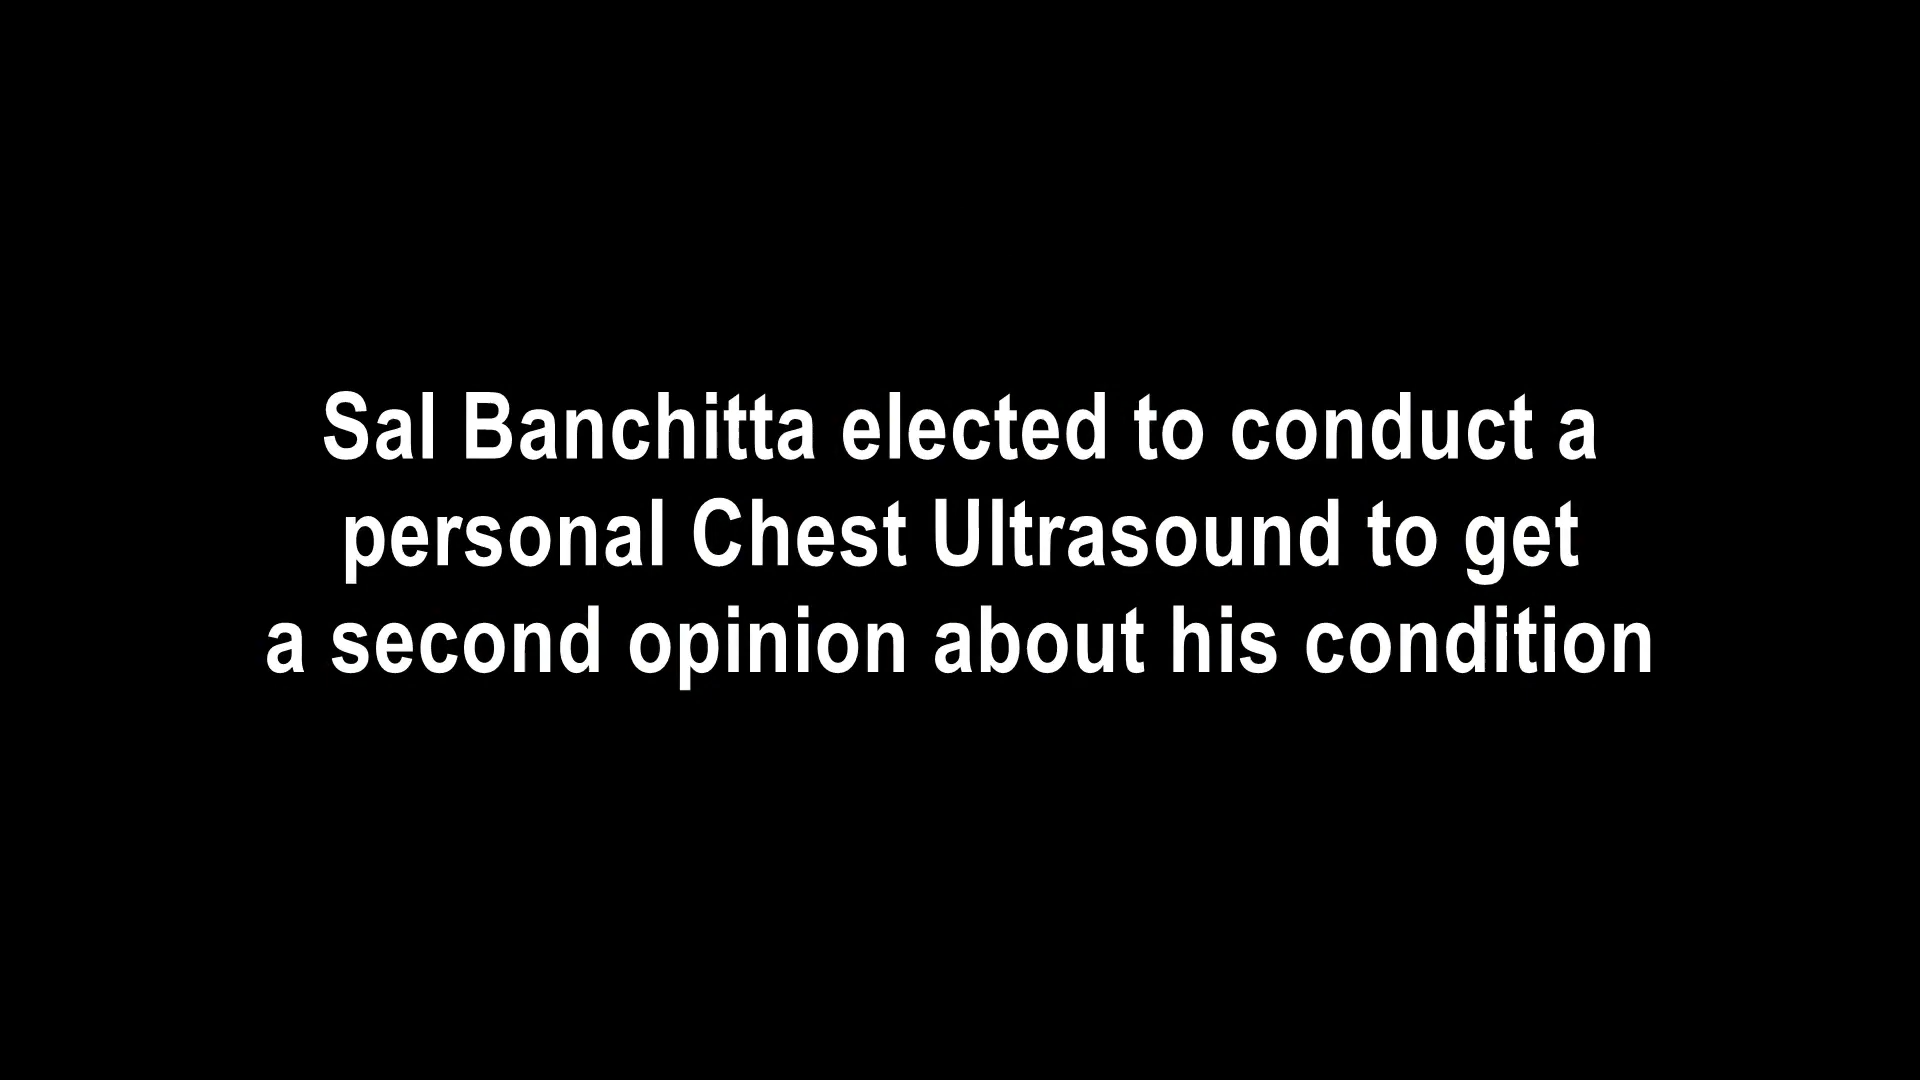 Sal Banchitta elected to conduct a
personal Chest Ultrasound to get
a second opinion about his condition